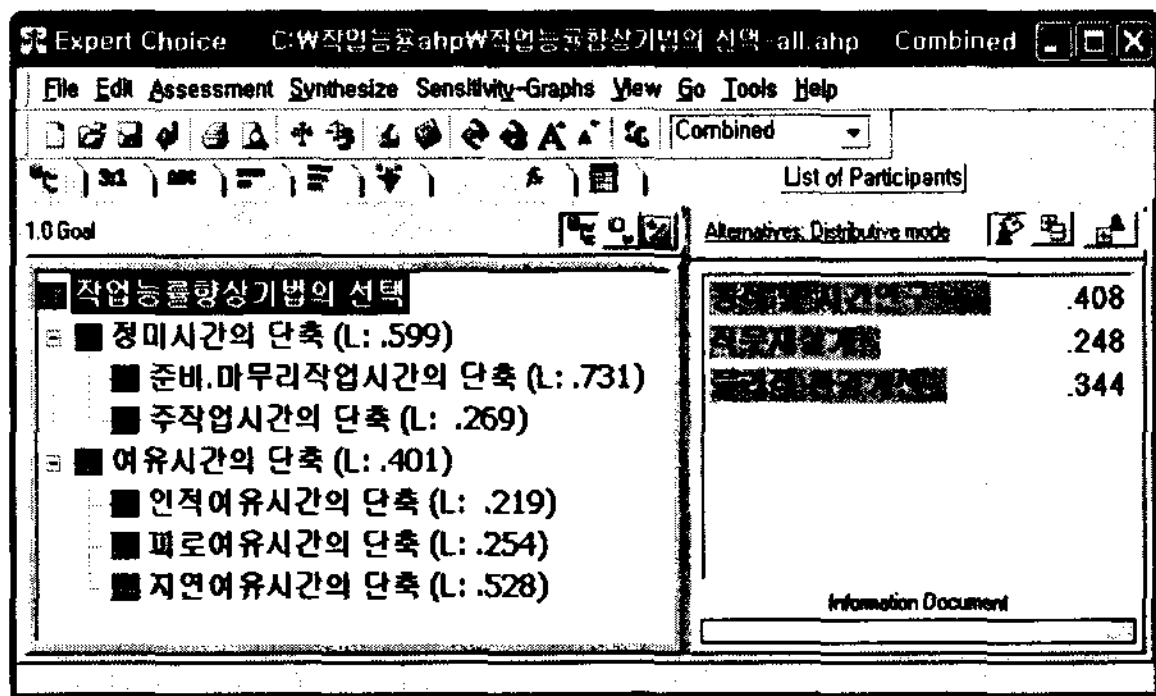 Expert Choice C:₩작업능률ahp₩작업능률향상기법의 선택-all.ahp Combined
File Edit Assessment Synthesize Sensitivity-Graphs View Go Tools Help
Combined
3:1 ABC
List of Participants
1.0 Goal
Alternatives: Distributive mode
작업능률향상기법의 선택
정미시간의 단축 (L: .599)
준비.마무리작업시간의 단축 (L: .731)
주작업시간의 단축 (L: .269)
여유시간의 단축 (L: .401)
인적여유시간의 단축 (L: .219)
피로여유시간의 단축 (L: .254)
지연여유시간의 단축 (L: .528)
.408
.248
.344
Information Document